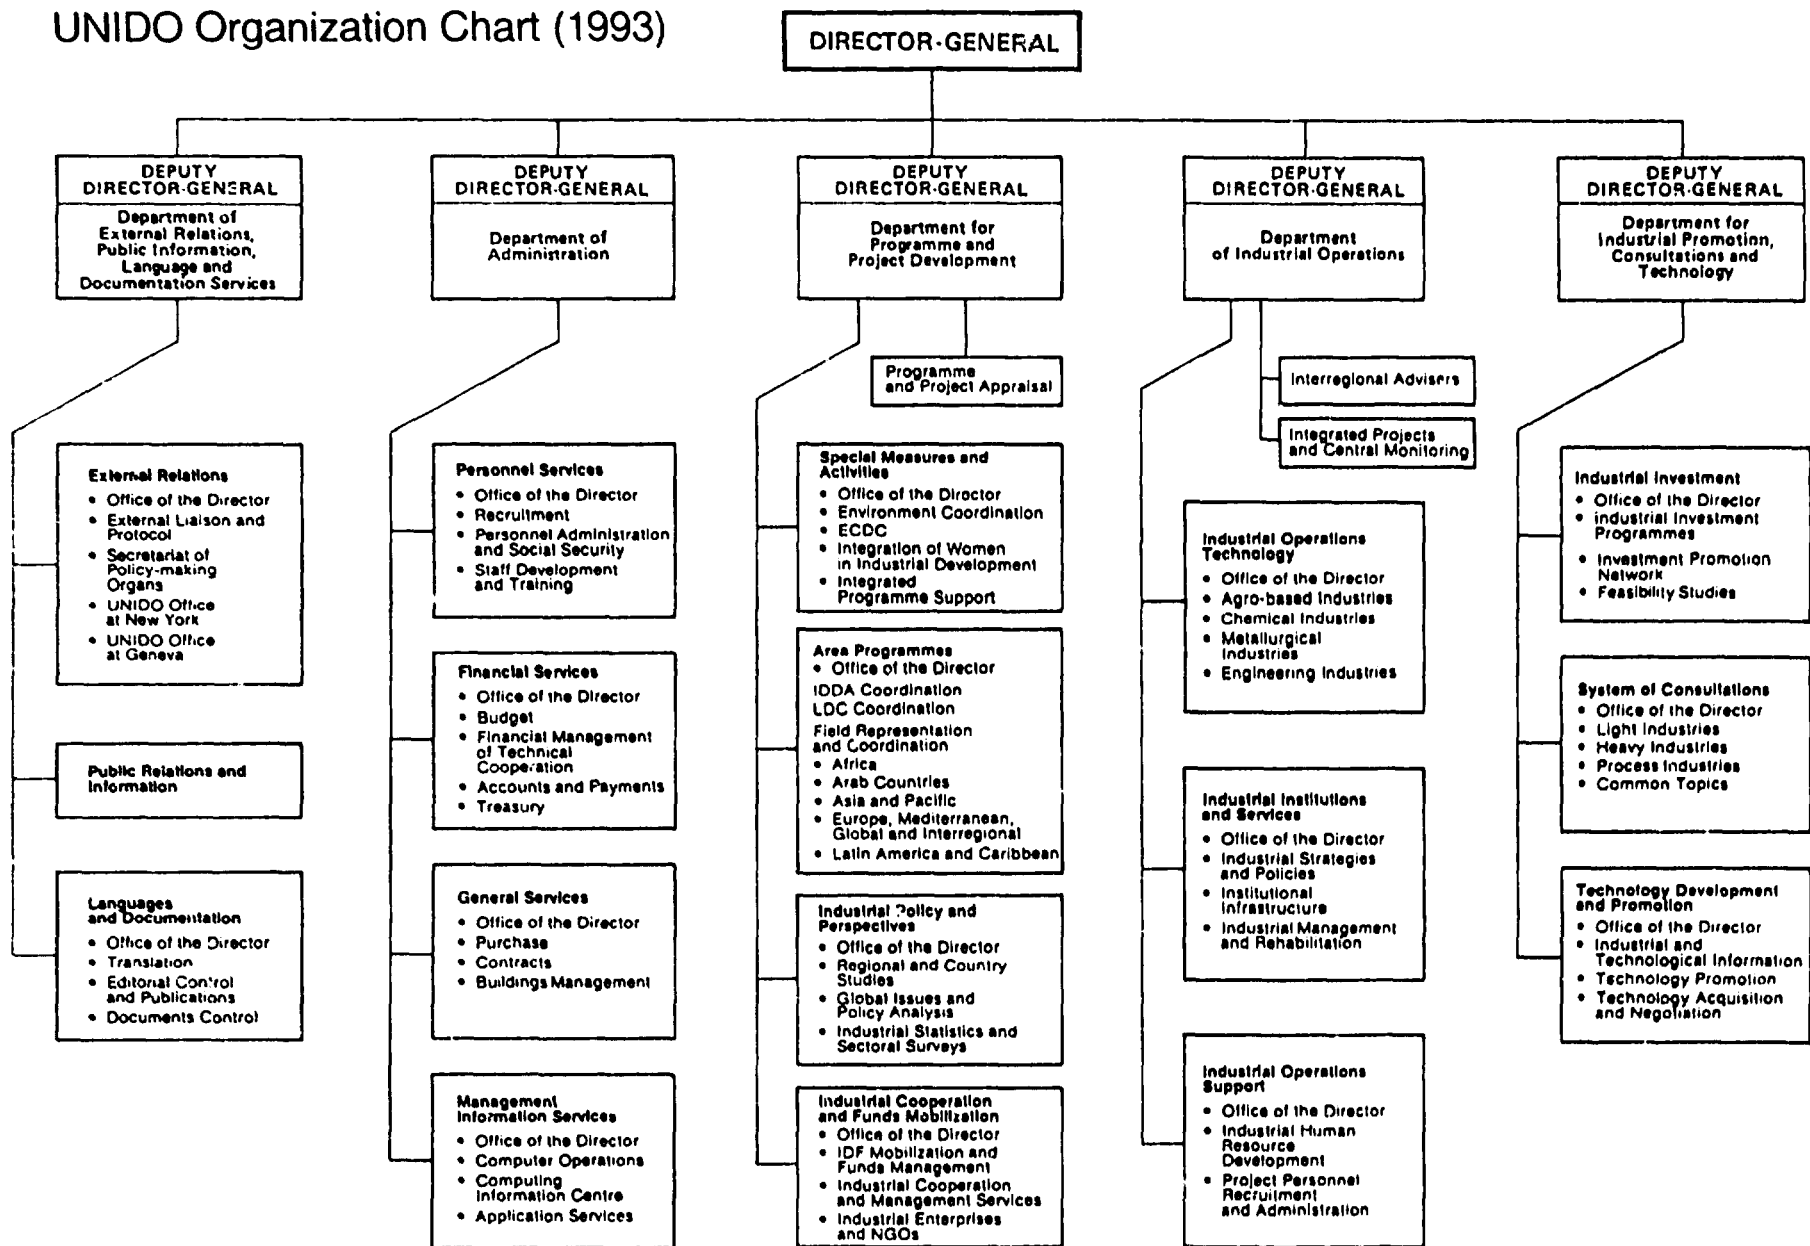 UNIDO Organization Chart (1993)
DIRECTOR-GENERAL
DEPUTY
DIRECTOR-GENERAL
Department of
External Relations,
Public Information,
Language and
Documentation Services
External Relations
• Office of the Director
• External Liaison and
Protocol
• Secretariat of
Policy-making
Organs
• UNIDO Office
at New York
• UNIDO Office
at Geneva
Public Relations and
Information
Languages
and Documentation
• Office of the Director
• Translation
• Editorial Control
and Publications
• Documents Control
DEPUTY
DIRECTOR-GENERAL
Department of
Administration
Personnel Services
• Office of the Director
• Recruitment
• Personnel Administration
and Social Security
• Staff Development
and Training
Financial Services
• Office of the Director
• Budget
• Financial Management
of Technical
Cooperation
• Accounts and Payments
• Treasury
General Services
• Office of the Director
• Purchase
• Contracts
• Buildings Management
Management
Information Services
• Office of the Director
• Computer Operations
• Computing
Information Centre
• Application Services
DEPUTY
DIRECTOR-GENERAL
Department for
Programme and
Project Development
Programme
and Project Appraisal
Special Measures and
Activities
• Office of the Director
• Environment Coordination
• ECDC
• Integration of Women
in Industrial Development
• Integrated
Programme Support
Area Programmes
• Office of the Director
IDDA Coordination
LDC Coordination
Field Representation
and Coordination
• Africa
• Arab Countries
• Asia and Pacific
• Europe, Mediterranean,
Global and Interregional
• Latin America and Caribbean
Industrial Policy and
Perspectives
• Office of the Director
• Regional and Country
Studies
• Global Issues and
Policy Analysis
• Industrial Statistics and
Sectoral Surveys
Industrial Cooperation
and Funds Mobilization
• Office of the Director
• IDF Mobilization and
Funds Management
• Industrial Cooperation
and Management Services
• Industrial Enterprises
and NGOs
DEPUTY
DIRECTOR-GENERAL
Department
of Industrial Operations
Interregional Advisers
Integrated Projects
and Central Monitoring
Industrial Operations
Technology
• Office of the Director
• Agro-based Industries
• Chemical Industries
• Metallurgical
Industries
• Engineering Industries
Industrial Institutions
and Services
• Office of the Director
• Industrial Strategies
and Policies
• Institutional
Infrastructure
• Industrial Management
and Rehabilitation
Industrial Operations
Support
• Office of the Director
• Industrial Human
Resource
Development
• Project Personnel
Recruitment
and Administration
DEPUTY
DIRECTOR-GENERAL
Department for
Industrial Promotion,
Consultations and
Technology
Industrial Investment
• Office of the Director
• Industrial Investment
Programmes
• Investment Promotion
Network
• Feasibility Studies
System of Consultations
• Office of the Director
• Light Industries
• Heavy Industries
• Process Industries
• Common Topics
Technology Development
and Promotion
• Office of the Director
• Industrial and
Technological Information
• Technology Promotion
• Technology Acquisition
and Negotiation